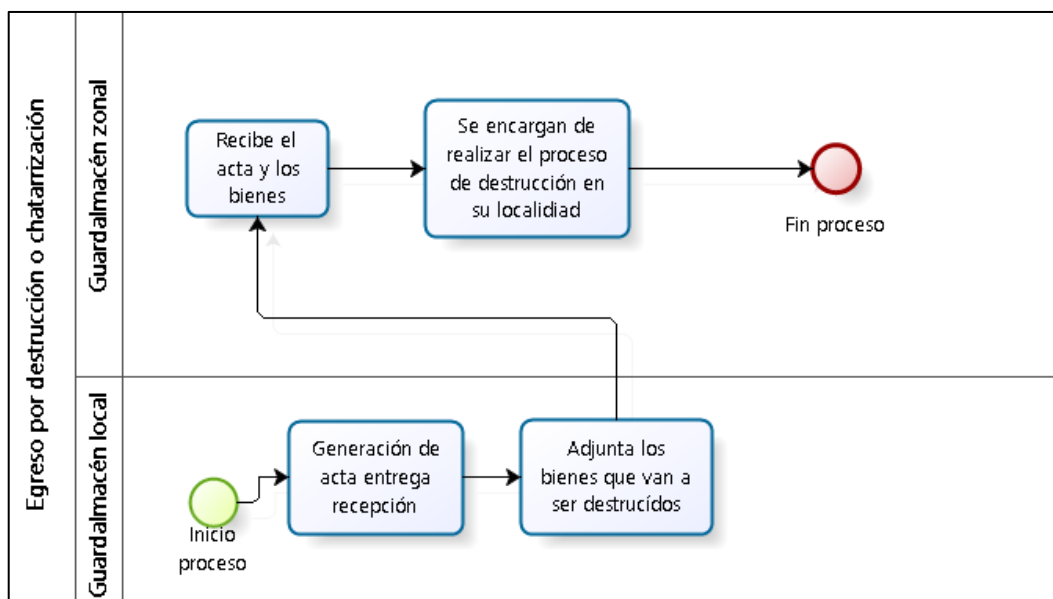 Egreso por destrucción o chatarrización
Guardalmacén zonal
Recibe el
acta y los
bienes
Se encargan de
realizar el proceso
de destrucción en
su localidiad
Fin proceso
Guardalmacén local
Inicio
proceso
Generación de
acta entrega
recepción
Adjunta los
bienes que van a
ser destrucídos